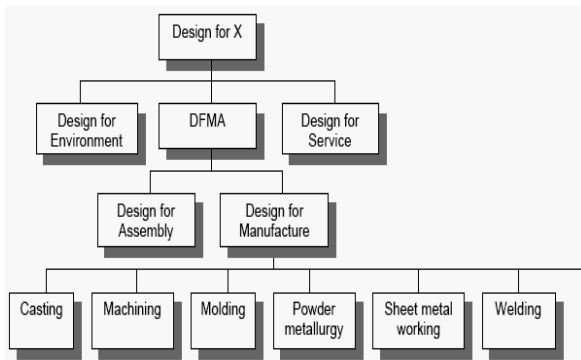 Design for X
Design for
Environment
DFMA
Design for
Service
Design for
Assembly
Design for
Manufacture
Casting
Machining
Molding
Powder
metallurgy
Sheet metal
working
Welding